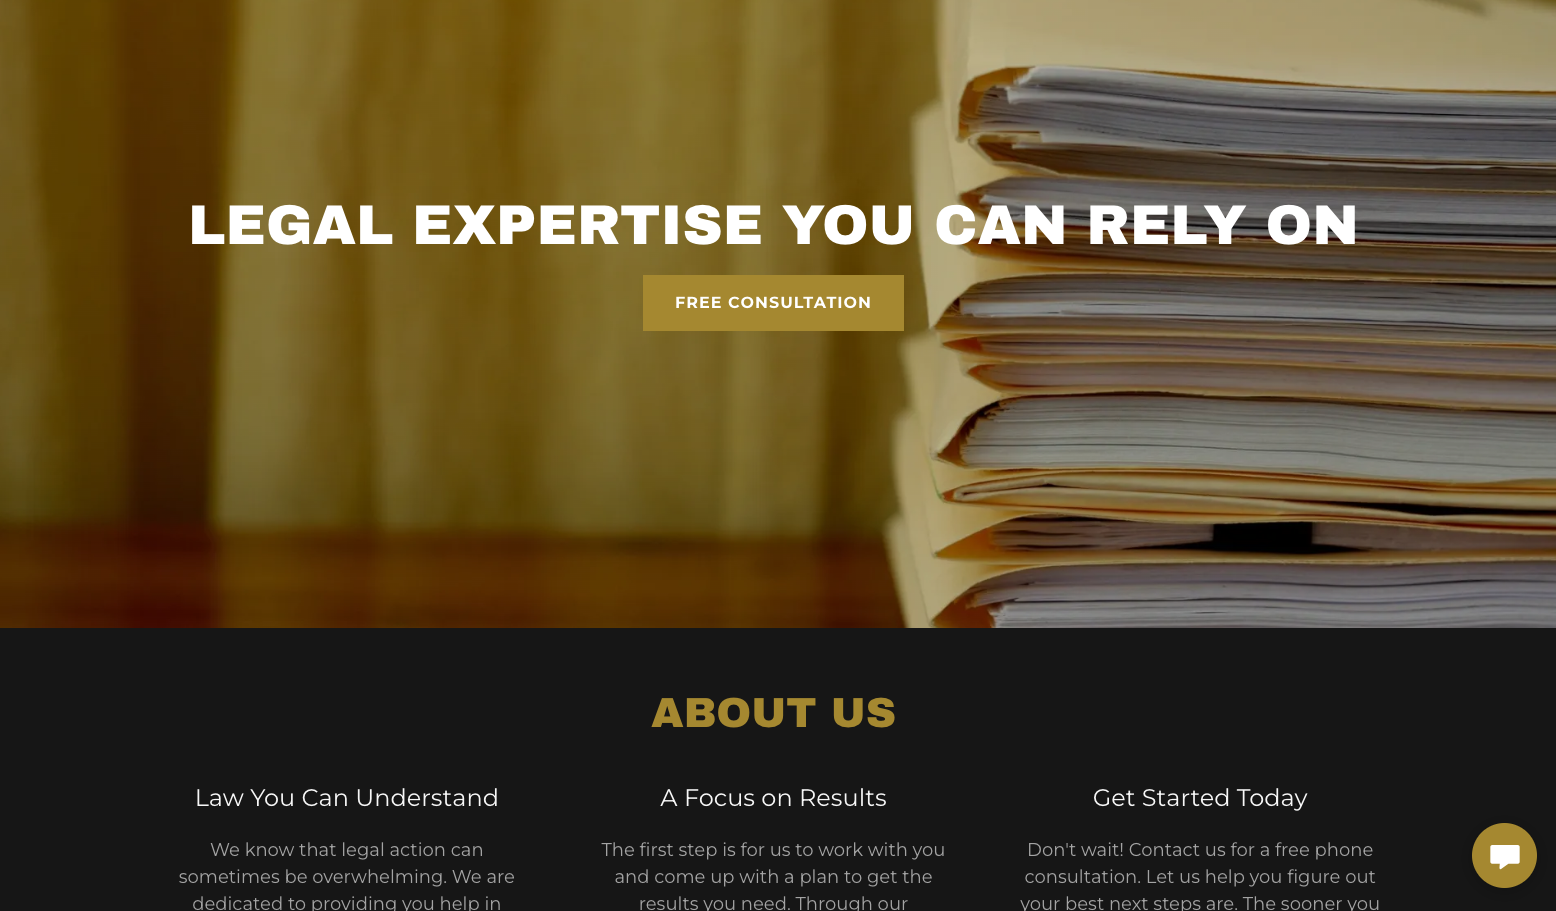 LEGAL EXPERTISE YOU CAN RELY ON
FREE CONSULTATION
ABOUT US
Law You Can Understand
We know that legal action can
sometimes be overwhelming. We are
dedicated to providing you help in
A Focus on Results
The first step is for us to work with you
and come up with a plan to get the
results you need. Through our
Get Started Today
Don't wait! Contact us for a free phone
consultation. Let us help you figure out
your best next steps are. The sooner you